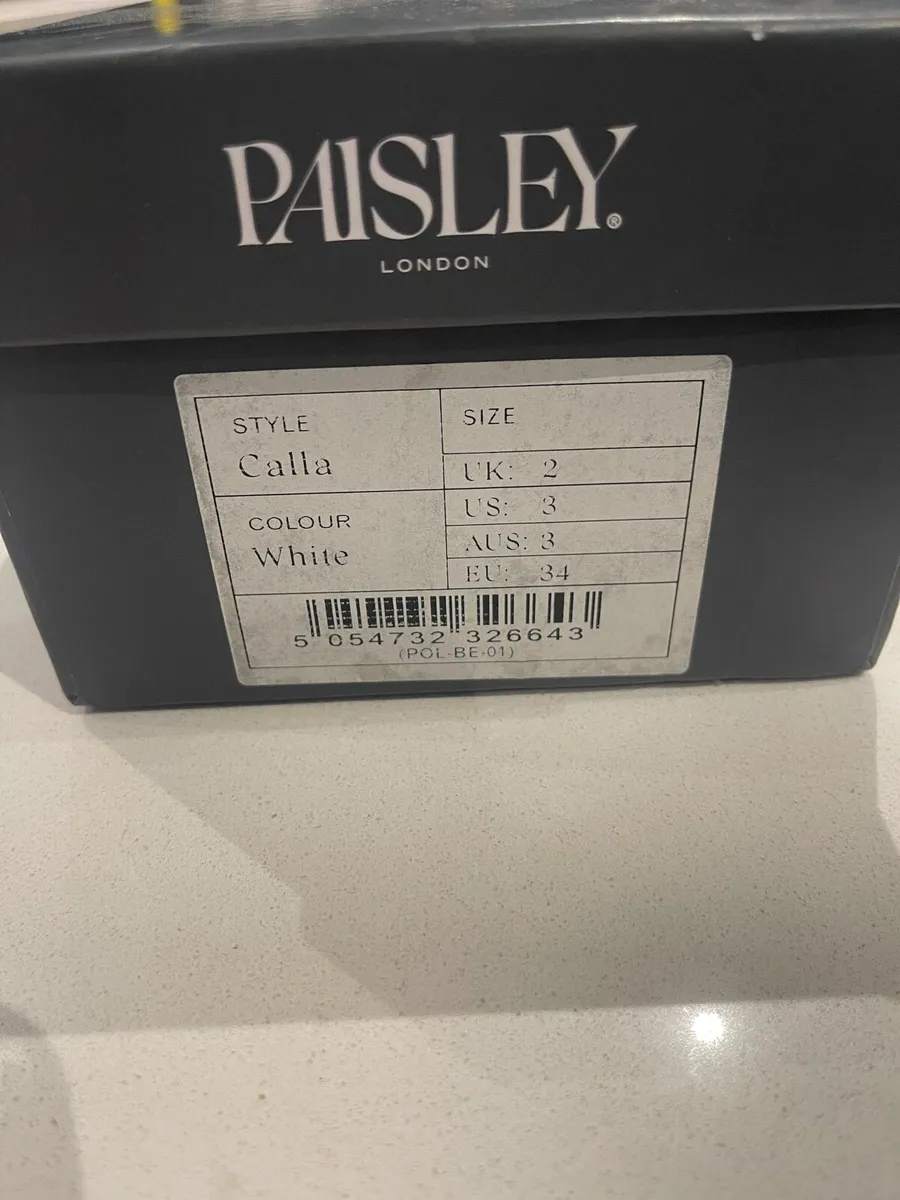 PAISLEY®
LONDON
STYLE
Calla
COLOUR
White
SIZE
UK: 2
US: 3
AUS: 3
EU: 34
5 054732 326643
(POL-BE-01)